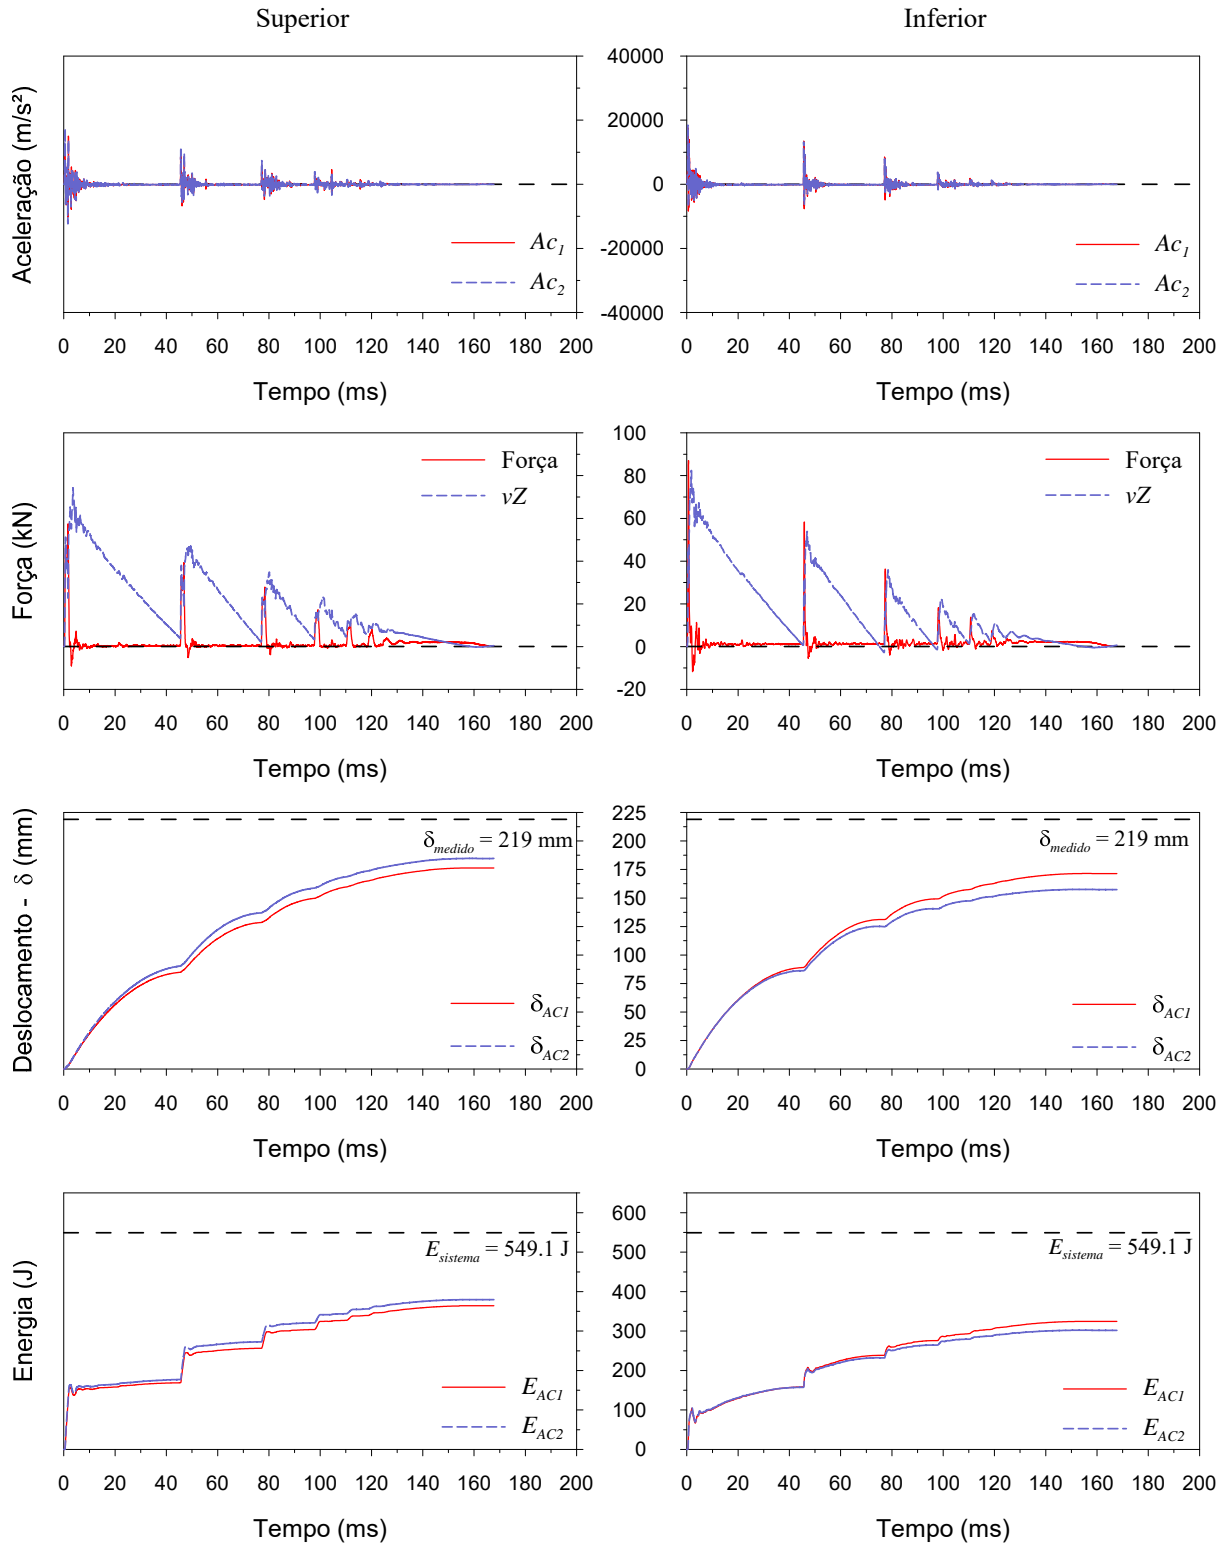 Superior Inferior
40000
20000
0
-20000
-40000
Aceleração (m/s²)
Ac1
Ac2
Ac1
Ac2
0 20 40 60 80 100 120 140 160 180 200
0 20 40 60 80 100 120 140 160 180 200
Tempo (ms) Tempo (ms)
100
80
60
40
20
0
-20
Força (kN)
Força
vZ
Força
vZ
0 20 40 60 80 100 120 140 160 180 200
0 20 40 60 80 100 120 140 160 180 200
Tempo (ms) Tempo (ms)
225
200
175
150
125
100
75
50
25
0
Deslocamento - δ (mm)
δmedido = 219 mm
δAC1
δAC2
δmedido = 219 mm
δAC1
δAC2
0 20 40 60 80 100 120 140 160 180 200
0 20 40 60 80 100 120 140 160 180 200
Tempo (ms) Tempo (ms)
600
500
400
300
200
100
0
Energia (J)
Esistema = 549.1 J
EAC1
EAC2
Esistema = 549.1 J
EAC1
EAC2
0 20 40 60 80 100 120 140 160 180 200
0 20 40 60 80 100 120 140 160 180 200
Tempo (ms) Tempo (ms)